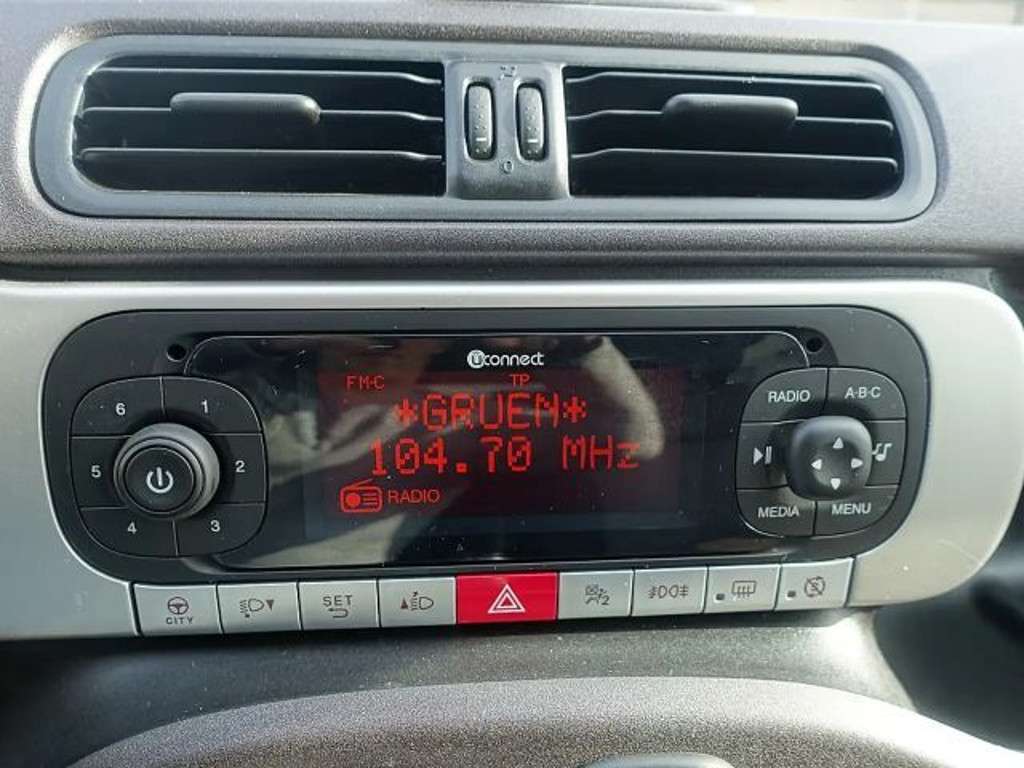 uconnect
FM-C TP
*GRUEN*
104.70 MHz
RADIO
6 1
5 2
4 3
RADIO A·B·C
MEDIA MENU
CITY
SET
2